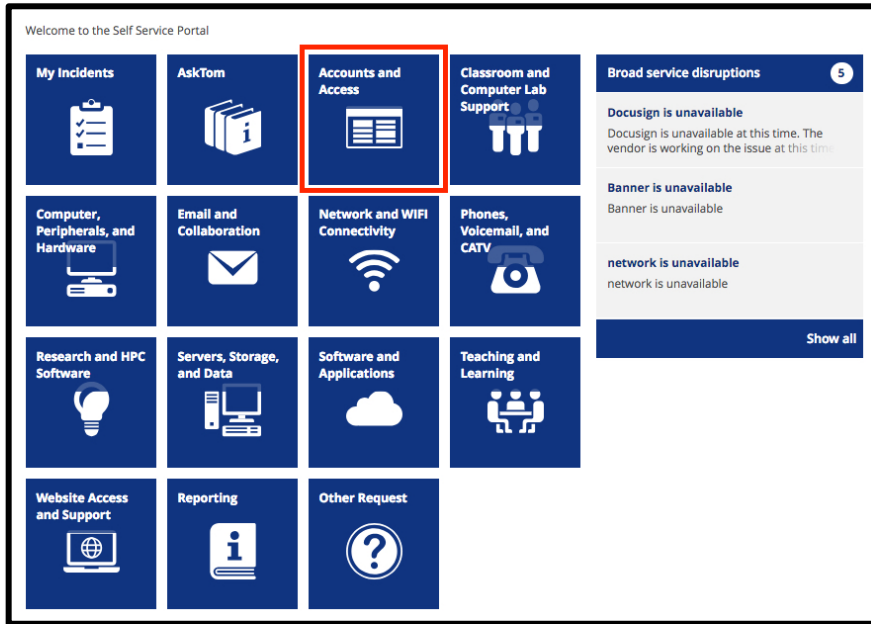 Welcome to the Self Service Portal
My Incidents
AskTom
Accounts and
Access
Classroom and
Computer Lab
Support
Computer,
Peripherals, and
Hardware
Email and
Collaboration
Network and WIFI
Connectivity
Phones,
Voicemail, and
CATV
Research and HPC
Software
Servers, Storage,
and Data
Software and
Applications
Teaching and
Learning
Website Access
and Support
Reporting
Other Request
Broad service disruptions 5
Docusign is unavailable
Docusign is unavailable at this time. The
vendor is working on the issue at this time
Banner is unavailable
Banner is unavailable
network is unavailable
network is unavailable
Show all